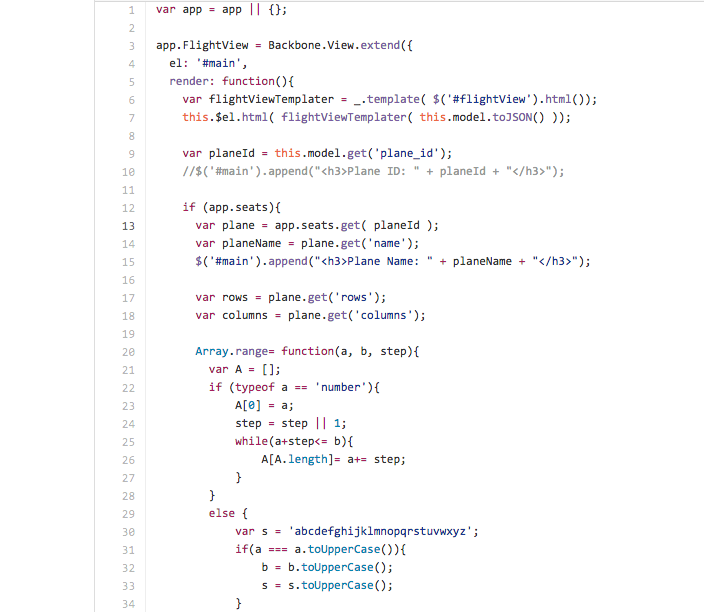 1 var app = app || {};
2
3 app.FlightView = Backbone.View.extend({
4   el: '#main',
5   render: function(){
6     var flightViewTemplater = _.template( $('#flightView').html());
7     this.$el.html( flightViewTemplater( this.model.toJSON() ));
8
9     var planeId = this.model.get('plane_id');
10     //$('#main').append("<h3>Plane ID: " + planeId + "</h3>");
11
12     if (app.seats){
13       var plane = app.seats.get( planeId );
14       var planeName = plane.get('name');
15       $('#main').append("<h3>Plane Name: " + planeName + "</h3>");
16
17       var rows = plane.get('rows');
18       var columns = plane.get('columns');
19
20       Array.range= function(a, b, step){
21         var A = [];
22         if (typeof a == 'number'){
23             A[0] = a;
24             step = step || 1;
25             while(a+step<= b){
26                 A[A.length]= a+= step;
27             }
28         }
29         else {
30             var s = 'abcdefghijklmnopqrstuvwxyz';
31             if(a === a.toUpperCase()){
32                 b = b.toUpperCase();
33                 s = s.toUpperCase();
34             }